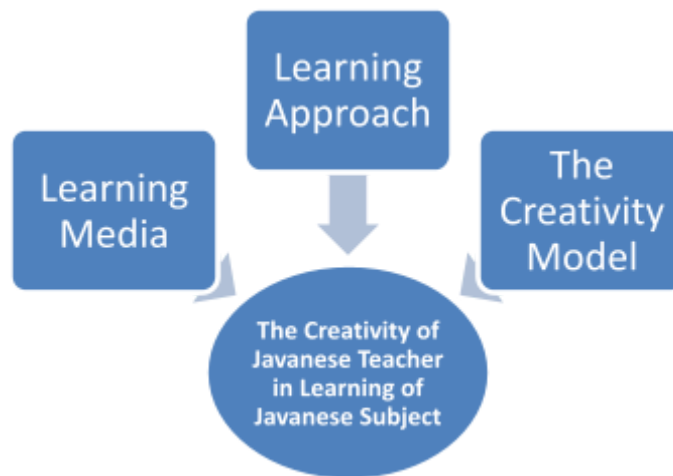 Learning
Media
Learning
Approach
The
Creativity
Model
The Creativity of
Javanese Teacher
in Learning of
Javanese Subject